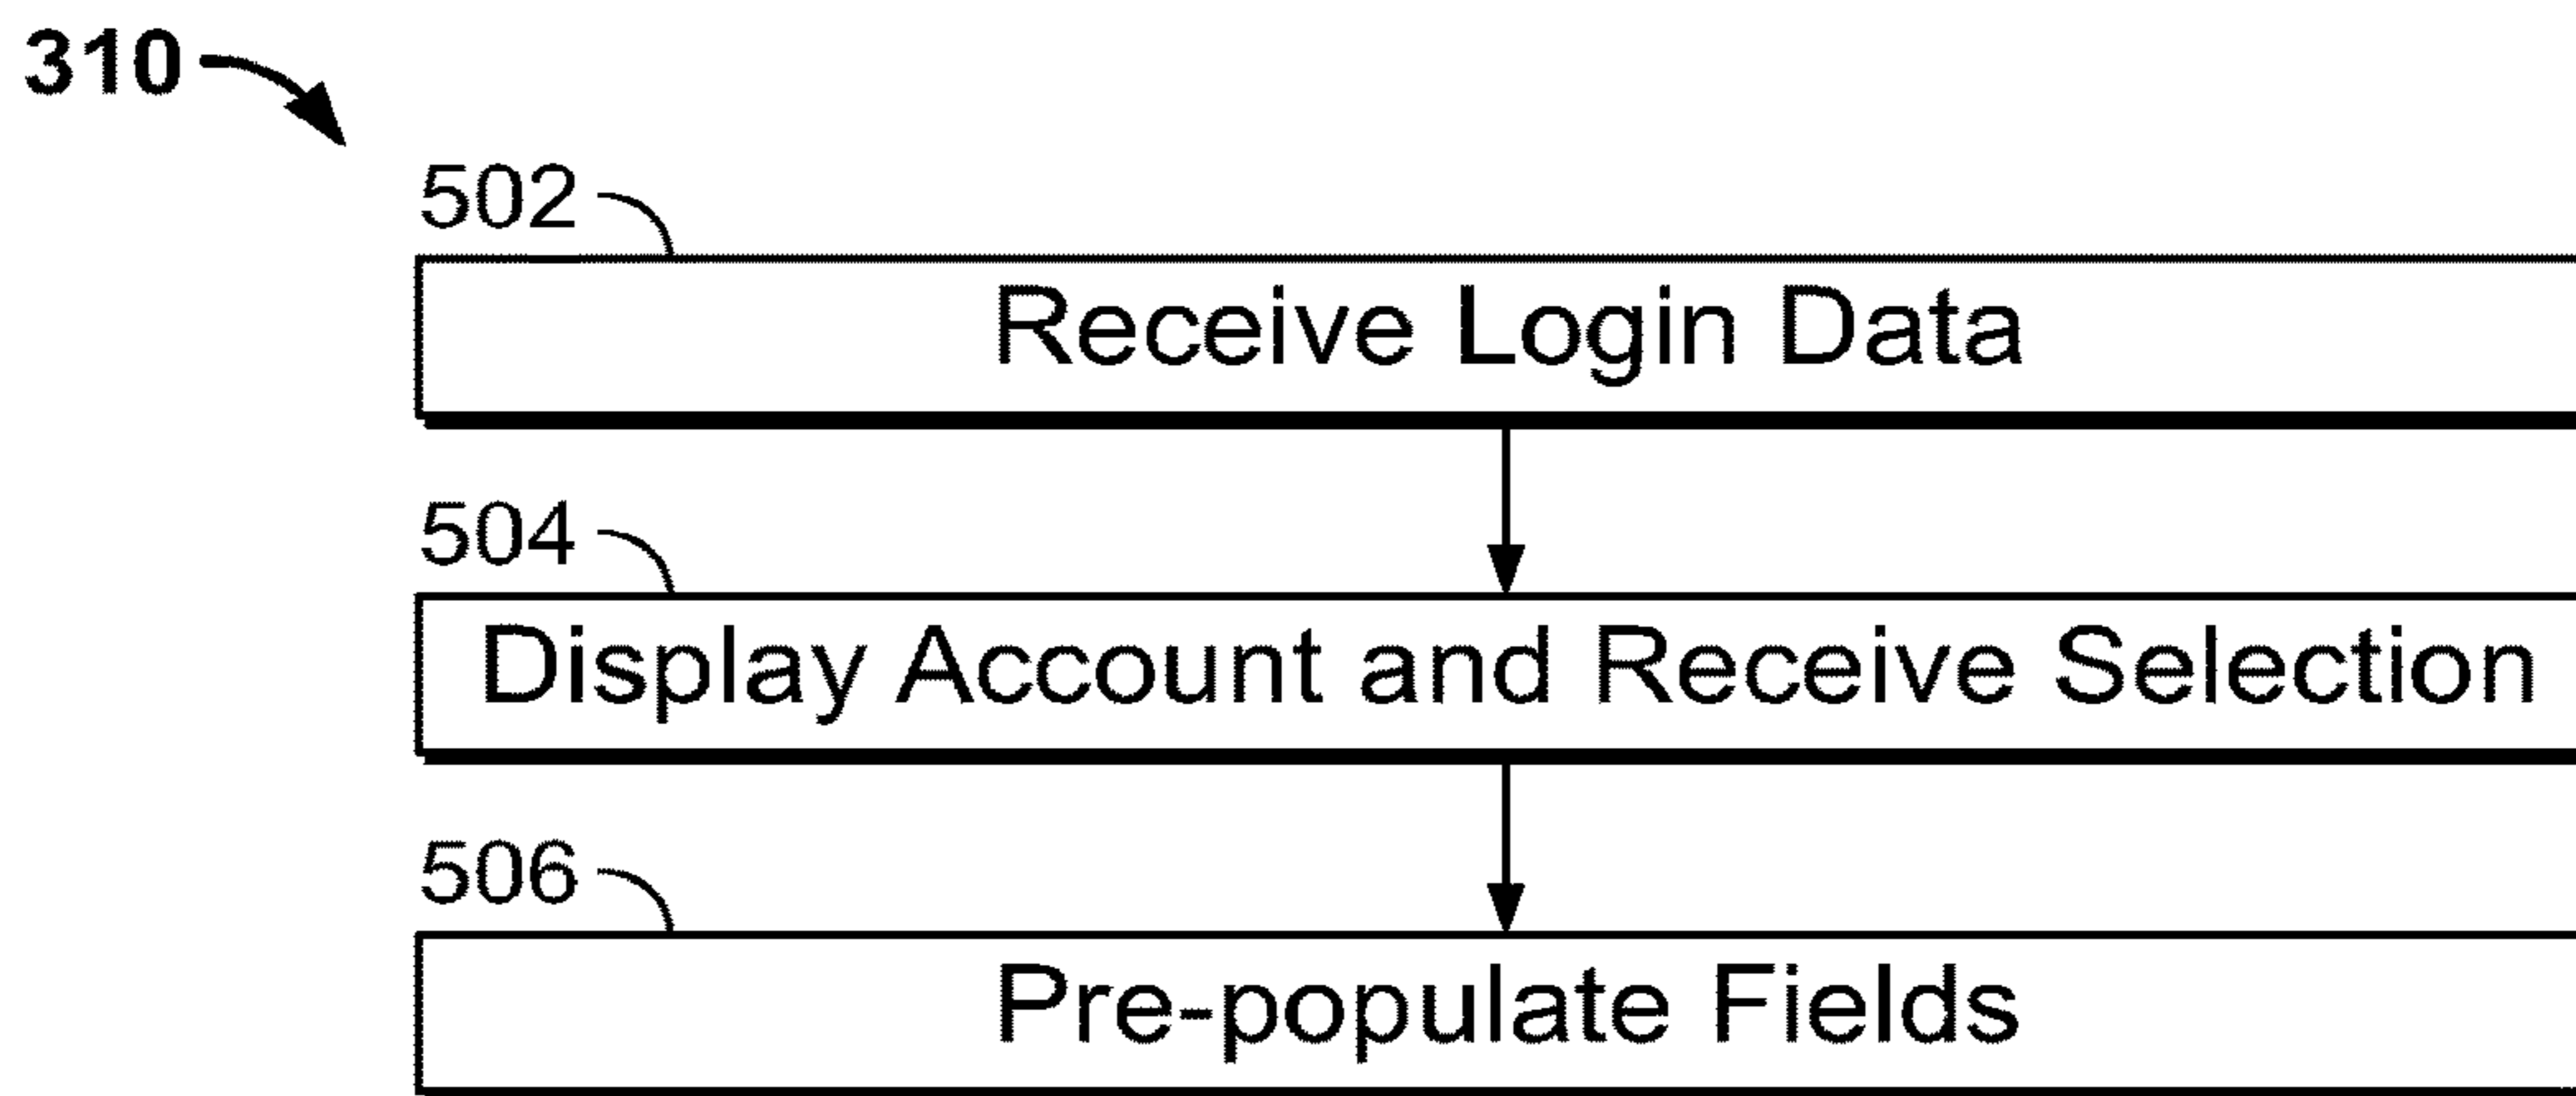 310
502
Receive Login Data
504
Display Account and Receive Selection
506
Pre-populate Fields